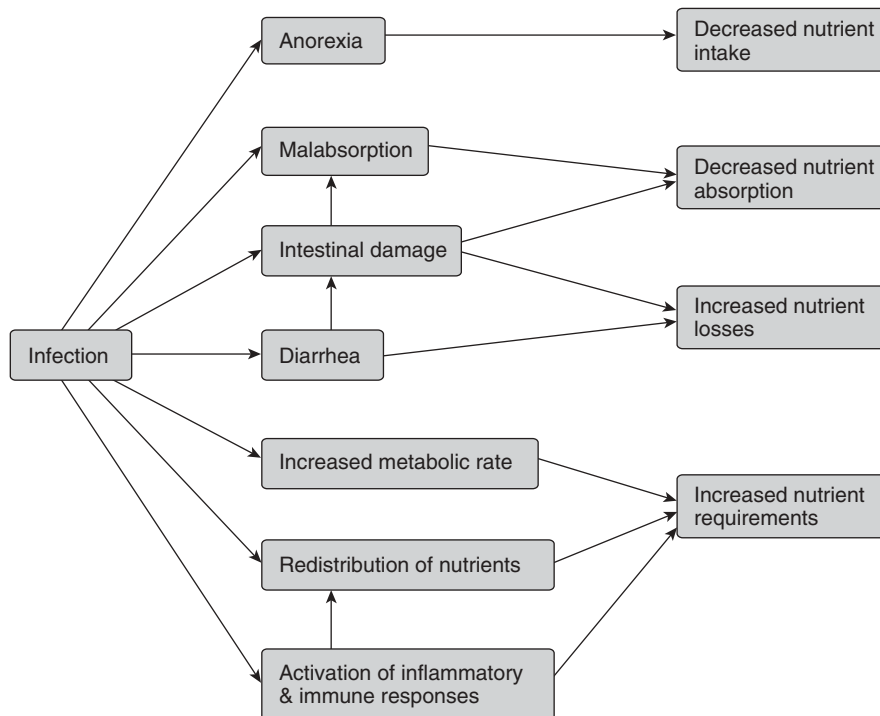 Anorexia
Decreased nutrient
intake
Malabsorption
Decreased nutrient
absorption
Intestinal damage
Increased nutrient
losses
Infection
Diarrhea
Increased metabolic rate
Increased nutrient
requirements
Redistribution of nutrients
Activation of inflammatory
& immune responses